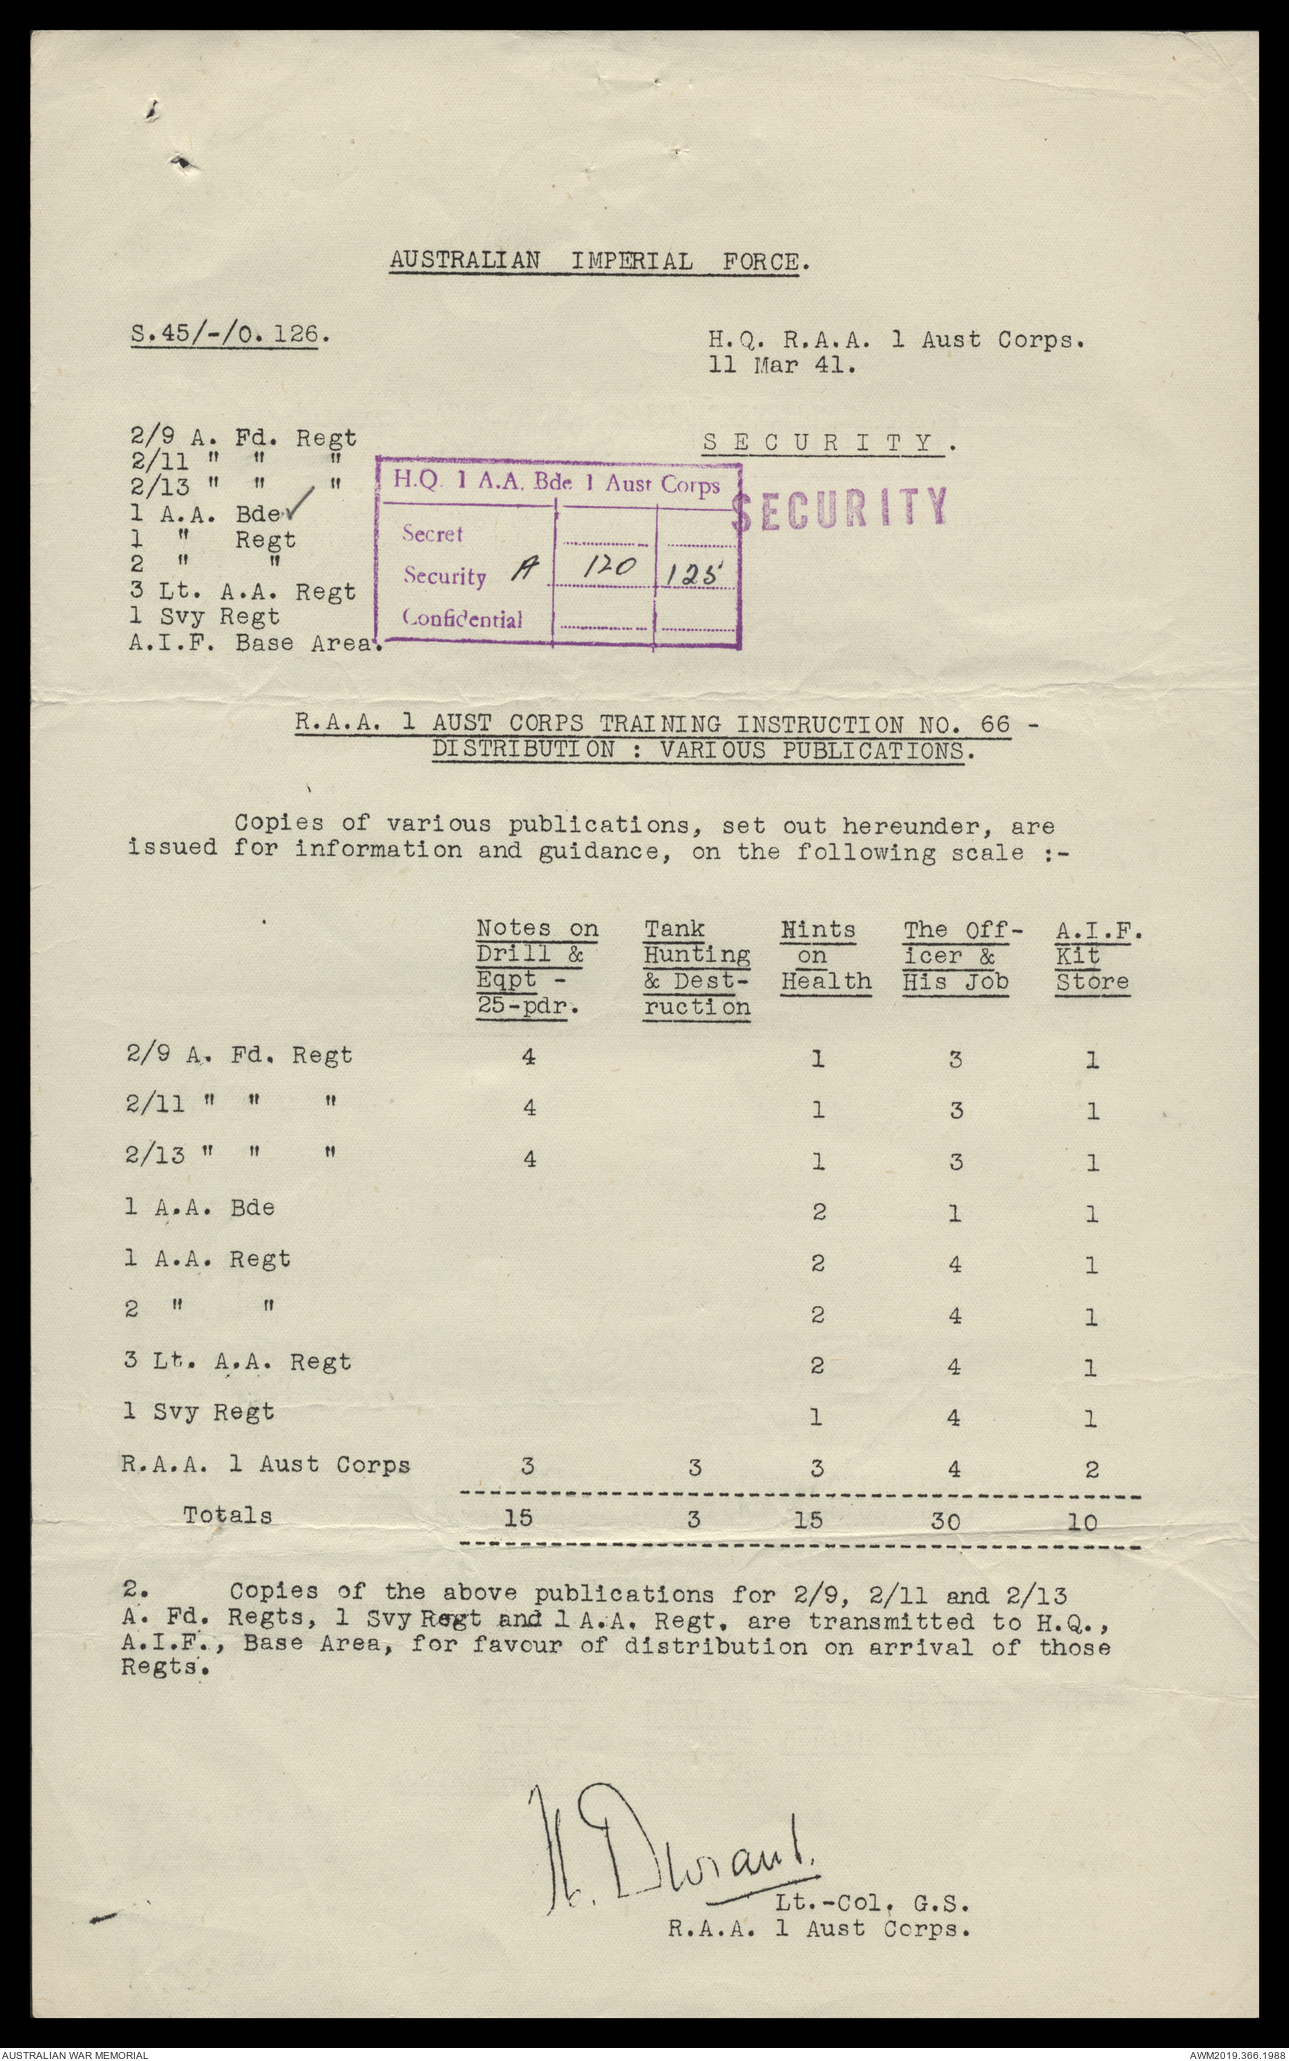 AUSTRALIAN IMPERIAL FORCE.
S.45/-/O.126.
H.Q. R.A.A. 1 Aust Corps.
11 Mar 41.
2/9 A. Fd. Regt
2/11 " " "
2/13 " " "
1 A.A. Bde ✓
1 " Regt
2 " "
3 Lt. A.A. Regt
1 Svy Regt
A.I.F. Base Area.
S E C U R I T Y .
SECURITY
H.Q. 1 A.A. Bde 1 Aust Corps
Secret
Security A 120 125
Confidential
R.A.A. 1 AUST CORPS TRAINING INSTRUCTION NO. 66 -
DISTRIBUTION : VARIOUS PUBLICATIONS.
Copies of various publications, set out hereunder, are
issued for information and guidance, on the following scale :-
Notes on Tank Hints The Off- A.I.F.
Drill & Hunting on icer & Kit
Eqpt - & Dest- Health His Job Store
25-pdr. ruction
2/9 A. Fd. Regt 4 1 3 1
2/11 " " " 4 1 3 1
2/13 " " " 4 1 3 1
1 A.A. Bde 2 1 1
1 A.A. Regt 2 4 1
2 " " 2 4 1
3 Lt. A.A. Regt 2 4 1
1 Svy Regt 1 4 1
R.A.A. 1 Aust Corps 3 3 3 4 2
Totals 15 3 15 30 10
2. Copies of the above publications for 2/9, 2/11 and 2/13
A. Fd. Regts, 1 Svy Regt and 1 A.A. Regt. are transmitted to H.Q.,
A.I.F., Base Area, for favour of distribution on arrival of those
Regts.
Lt.-Col. G.S.
R.A.A. 1 Aust Corps.
AUSTRALIAN WAR MEMORIAL
AWM2019.366.1988